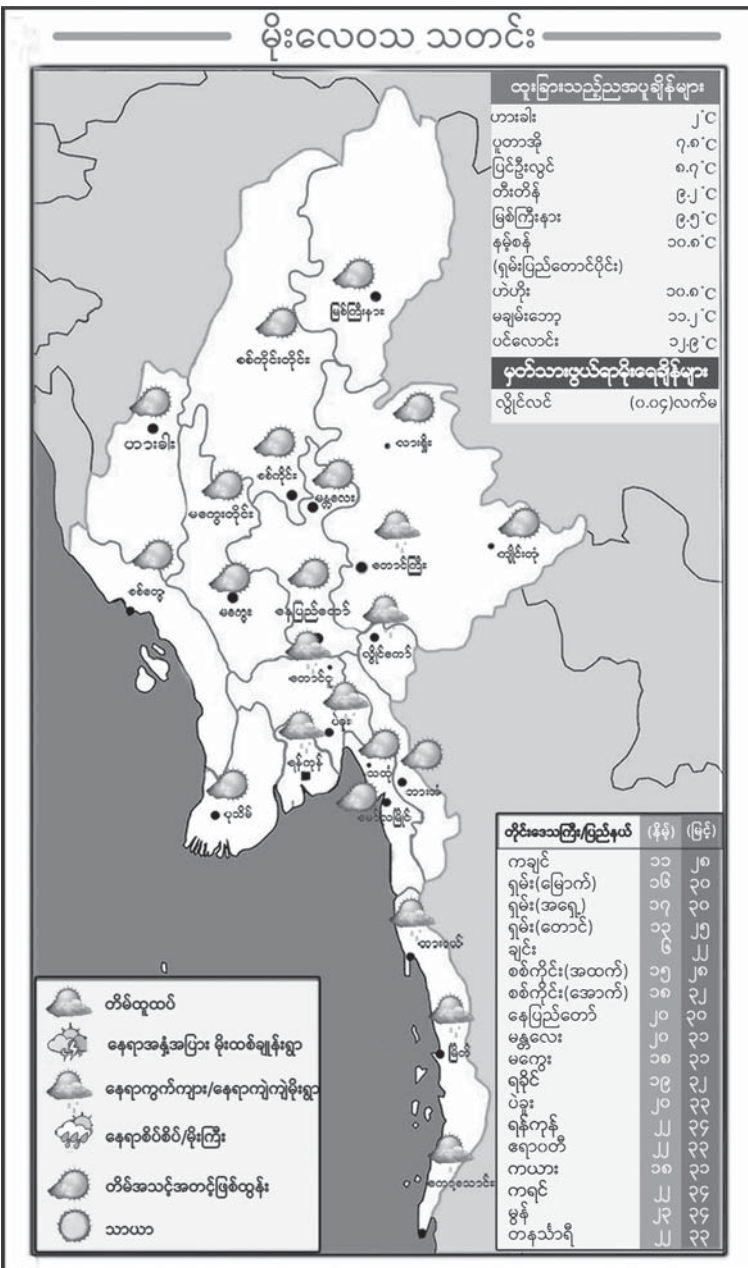 မိုးလေဝသ သတင်း
ထူးခြားသည့်ညအပူချိန်များ
ဟားခါး ၂°C
ပူတာအို ၇.၈°C
ပြင်ဦးလွင် ၈.၇°C
တီးတိန် ၉.၂°C
မြစ်ကြီးနား ၉.၅°C
နမ့်စန် ၁၀.၈°C
(ရှမ်းပြည်တောင်ပိုင်း)
ဟဲဟိုး ၁၀.၈°C
မချမ်းဘော့ ၁၁.၂°C
ပင်လောင်း ၁၂.၉°C
မှတ်သားဖွယ်ရာမိုးရေချိန်များ
လွိုင်လင် (၀.၀၄)လက်မ
မြစ်ကြီးနား
စစ်ကိုင်းတိုင်း
ဟားခါး
လားရှိုး
စစ်ကိုင်း
မန္တလေး
မကွေးတိုင်း
ကျိုင်းတုံ
တောင်ကြီး
စစ်တွေ
မကွေး
နေပြည်တော်
လွိုင်ကော်
တောင်ငူ
ပဲခူး
ရန်ကုန်
သထုံ
ဘားအံ
ပုသိမ်
မော်လမြိုင်
ထားဝယ်
မြိတ်
ကော့သောင်း
တိုင်းဒေသကြီး/ပြည်နယ် (နိမ့်) (မြင့်)
ကချင် ၁၁ ၂၈
ရှမ်း(မြောက်) ၁၆ ၃၀
ရှမ်း(အရှေ့) ၁၇ ၃၀
ရှမ်း(တောင်) ၁၃ ၂၅
ချင်း ၆ ၂၂
စစ်ကိုင်း(အထက်) ၁၅ ၂၈
စစ်ကိုင်း(အောက်) ၁၈ ၃၂
နေပြည်တော် ၂၀ ၃၀
မန္တလေး ၂၀ ၃၁
မကွေး ၁၈ ၃၁
ရခိုင် ၁၉ ၃၂
ပဲခူး ၂၀ ၃၃
ရန်ကုန် ၂၂ ၃၄
ဧရာဝတီ ၂၂ ၃၃
ကယား ၁၈ ၃၁
ကရင် ၂၂ ၃၄
မွန် ၂၃ ၃၄
တနင်္သာရီ ၂၂ ၃၃
တိမ်ထူထပ်
နေရာအနှံ့အပြား မိုးထစ်ချုန်းရွာ
နေရာကွက်ကျား/နေရာကျဲကျဲမိုးရွာ
နေရာစိပ်စိပ်/မိုးကြီး
တိမ်အသင့်အတင့်ဖြစ်ထွန်း
သာယာ